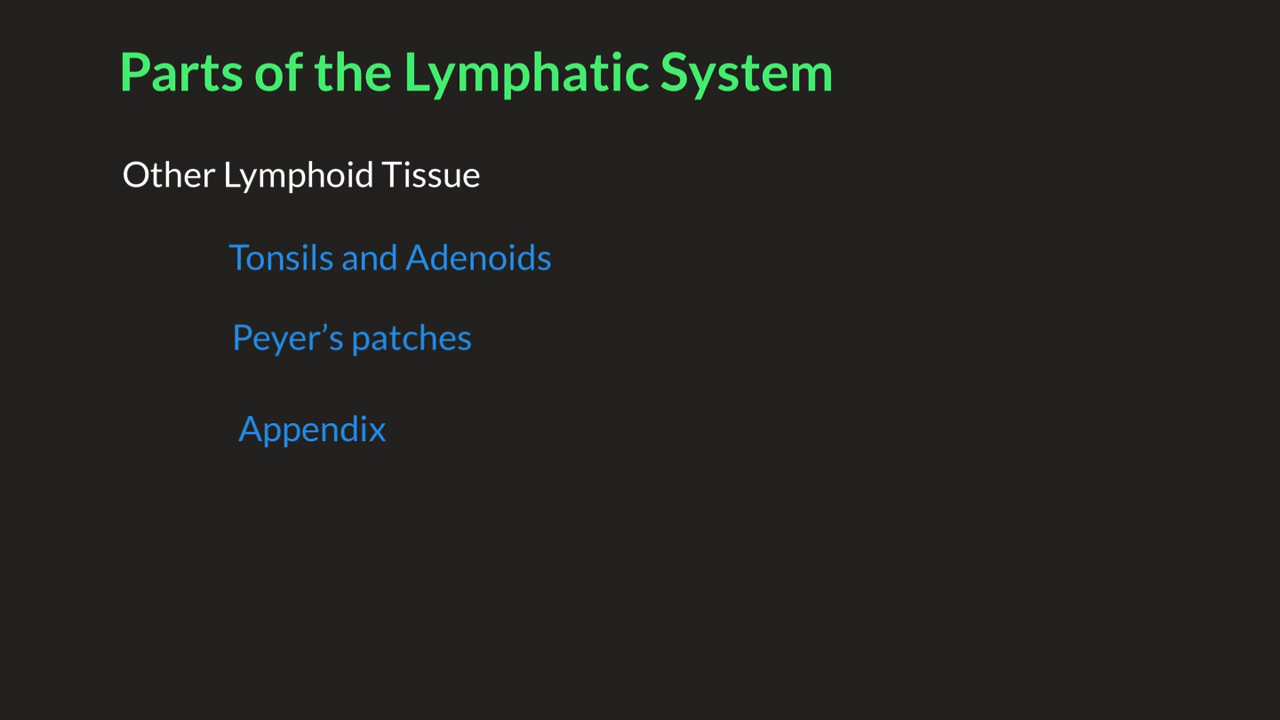 Parts of the Lymphatic System
Other Lymphoid Tissue
Tonsils and Adenoids
Peyer’s patches
Appendix